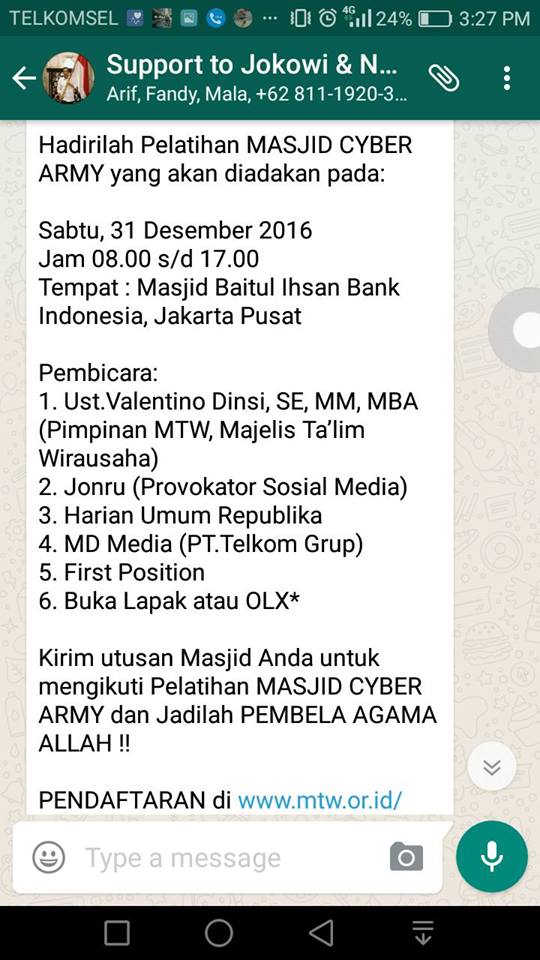 TELKOMSEL 4G 24% 3:27 PM
Support to Jokowi & N...
Arif, Fandy, Mala, +62 811-1920-3...
Hadirilah Pelatihan MASJID CYBER
ARMY yang akan diadakan pada:
Sabtu, 31 Desember 2016
Jam 08.00 s/d 17.00
Tempat : Masjid Baitul Ihsan Bank
Indonesia, Jakarta Pusat
Pembicara:
1. Ust.Valentino Dinsi, SE, MM, MBA
(Pimpinan MTW, Majelis Ta’lim
Wirausaha)
2. Jonru (Provokator Sosial Media)
3. Harian Umum Republika
4. MD Media (PT.Telkom Grup)
5. First Position
6. Buka Lapak atau OLX*
Kirim utusan Masjid Anda untuk
mengikuti Pelatihan MASJID CYBER
ARMY dan Jadilah PEMBELA AGAMA
ALLAH !!
PENDAFTARAN di www.mtw.or.id/
Type a message